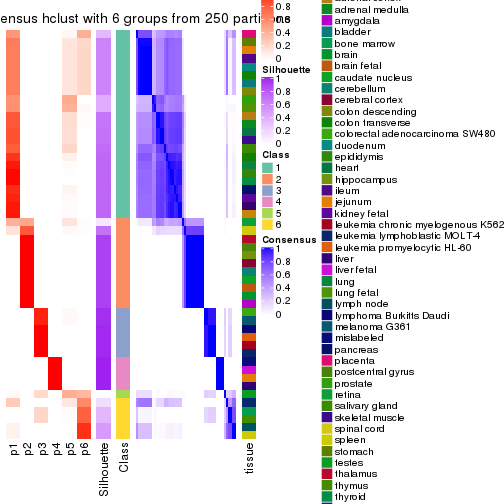 ensus hclust with 6 groups from 250 parti
0.8
0.6
0.4
0.2
0
Silhouette
1
0.8
0.6
0.4
0.2
0
Class
1
2
3
4
5
6
Consensus
1
0.8
0.6
0.4
0.2
0
adrenal medulla
amygdala
bladder
bone marrow
brain
brain fetal
caudate nucleus
cerebellum
cerebral cortex
colon descending
colon transverse
colorectal adenocarcinoma SW480
duodenum
epididymis
heart
hippocampus
ileum
jejunum
kidney fetal
leukemia chronic myelogenous K562
leukemia lymphoblastic MOLT-4
leukemia promyelocytic HL-60
liver
liver fetal
lung
lung fetal
lymph node
lymphoma Burkitts Daudi
melanoma G361
mislabeled
pancreas
placenta
postcentral gyrus
prostate
retina
salivary gland
skeletal muscle
spinal cord
spleen
stomach
testes
thalamus
thymus
thyroid
p1
p2
p3
p4
p5
p6
Silhouette
Class
tissue